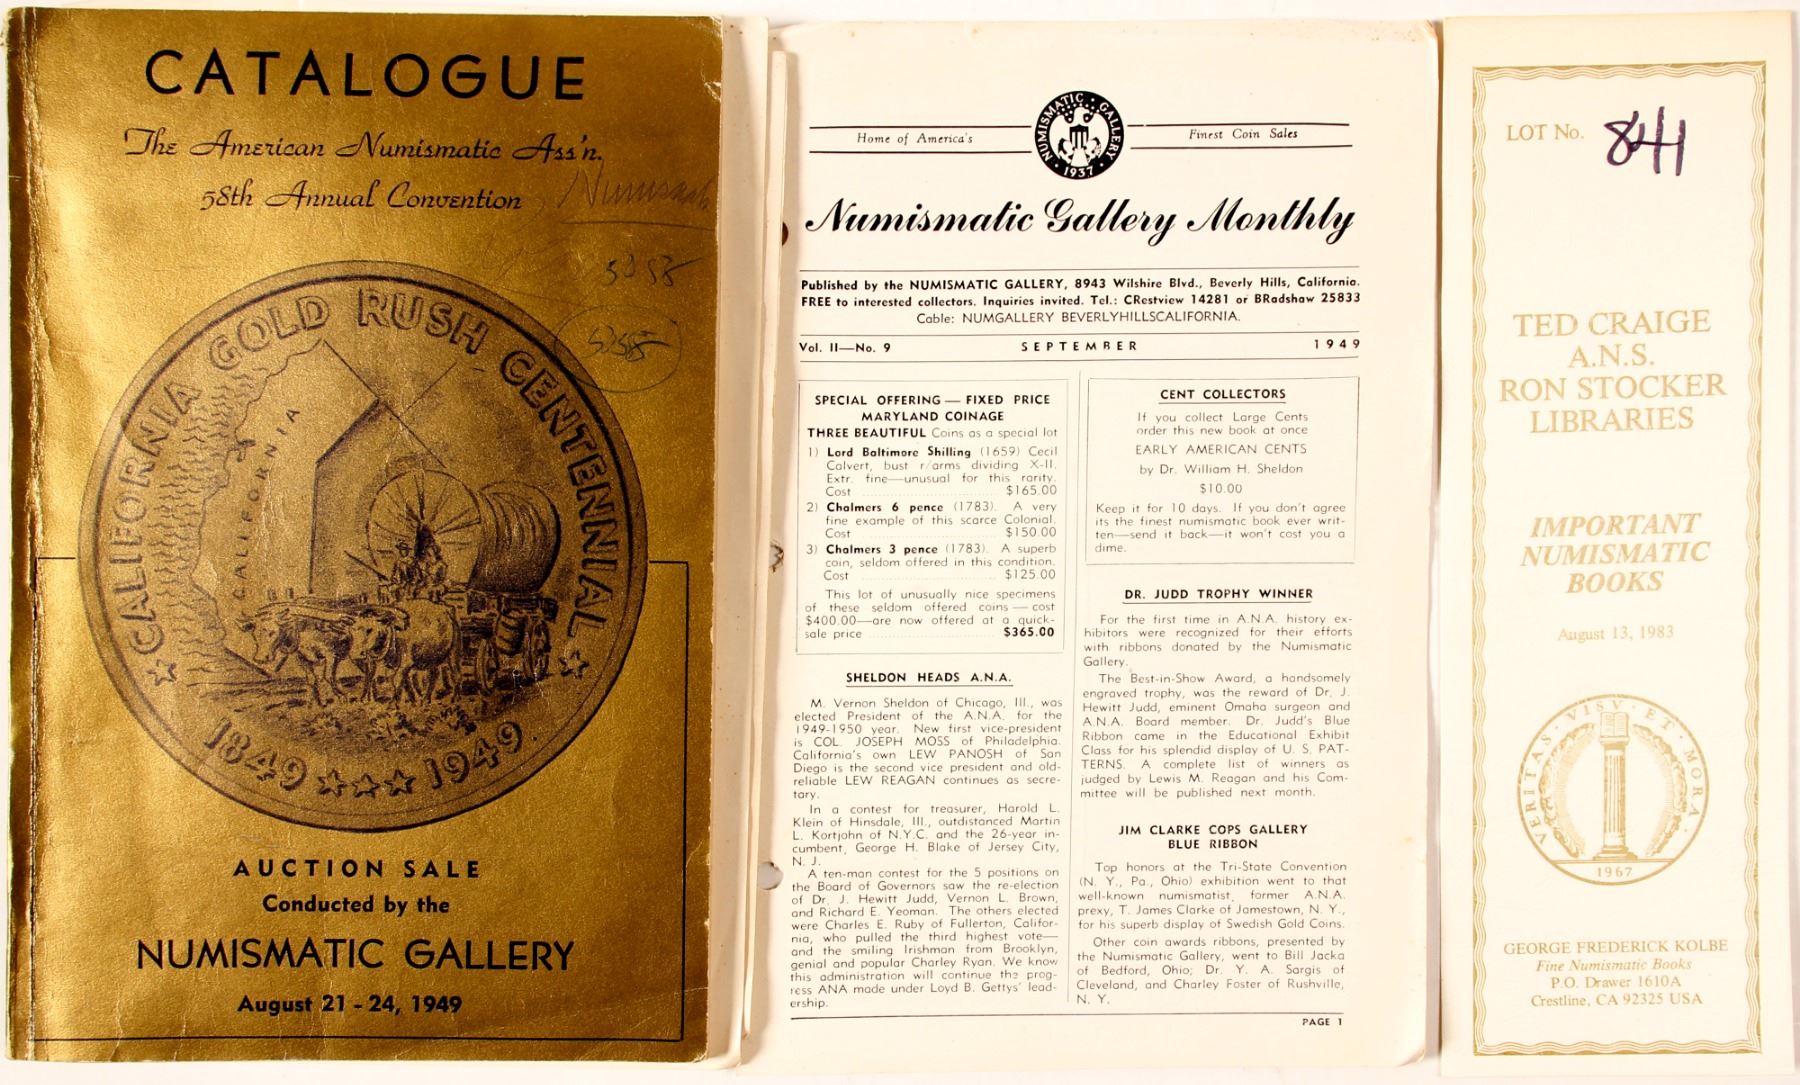 CATALOGUE
The American Numismatic Ass'n.
58th Annual Convention
5358
53585
CALIFORNIA GOLD RUSH CENTENNIAL
CALIFORNIA
1849 1949
AUCTION SALE
Conducted by the
NUMISMATIC GALLERY
August 21 - 24, 1949
Home of America's
NUMISMATIC GALLERY
1937
Finest Coin Sales
Numismatic Gallery Monthly
Published by the NUMISMATIC GALLERY, 8943 Wilshire Blvd., Beverly Hills, California.
FREE to interested collectors. Inquiries invited. Tel.: CRestview 14281 or BRadshaw 25833
Cable: NUMGALLERY BEVERLYHILLSCALIFORNIA.
Vol. II—No. 9 SEPTEMBER 1949
SPECIAL OFFERING — FIXED PRICE
MARYLAND COINAGE
THREE BEAUTIFUL Coins as a special lot
1) Lord Baltimore Shilling (1659) Cecil
Calvert, bust r/arms dividing X-II.
Extr. fine—unusual for this rarity.
Cost $165.00
2) Chalmers 6 pence (1783). A very
fine example of this scarce Colonial.
Cost $150.00
3) Chalmers 3 pence (1783). A superb
coin, seldom offered in this condition.
Cost $125.00
This lot of unusually nice specimens
of these seldom offered coins — cost
$400.00—are now offered at a quick-
sale price $365.00
SHELDON HEADS A.N.A.
M. Vernon Sheldon of Chicago, Ill., was
elected President of the A.N.A. for the
1949-1950 year. New first vice-president
is COL. JOSEPH MOSS of Philadelphia.
California's own LEW PANOSH of San
Diego is the second vice president and old-
reliable LEW REAGAN continues as secre-
tary.
In a contest for treasurer, Harold L.
Klein of Hinsdale, Ill., outdistanced Martin
L. Kortjohn of N.Y.C. and the 26-year in-
cumbent, George H. Blake of Jersey City,
N. J.
A ten-man contest for the 5 positions on
the Board of Governors saw the re-election
of Dr. J. Hewitt Judd, Vernon L. Brown,
and Richard E. Yeoman. The others elected
were Charles E. Ruby of Fullerton, Califor-
nia, who pulled the third highest vote—
and the smiling Irishman from Brooklyn,
genial and popular Charley Ryan. We know
this administration will continue the prog-
ress ANA made under Loyd B. Gettys' lead-
ership.
CENT COLLECTORS
If you collect Large Cents
order this new book at once
EARLY AMERICAN CENTS
by Dr. William H. Sheldon
$10.00
Keep it for 10 days. If you don't agree
its the finest numismatic book ever writ-
ten—send it back—it won't cost you a
dime.
DR. JUDD TROPHY WINNER
For the first time in A.N.A. history ex-
hibitors were recognized for their efforts
with ribbons donated by the Numismatic
Gallery.
The Best-in-Show Award, a handsomely
engraved trophy, was the reward of Dr. J.
Hewitt Judd, eminent Omaha surgeon and
A.N.A. Board member. Dr. Judd's Blue
Ribbon came in the Educational Exhibit
Class for his splendid display of U. S. PAT-
TERNS. A complete list of winners as
judged by Lewis M. Reagan and his Com-
mittee will be published next month.
JIM CLARKE COPS GALLERY
BLUE RIBBON
Top honors at the Tri-State Convention
(N. Y., Pa., Ohio) exhibition went to that
well-known numismatist, former A.N.A.
prexy, T. James Clarke of Jamestown, N. Y.,
for his superb display of Swedish Gold Coins.
Other coin awards ribbons, presented by
the Numismatic Gallery, went to Bill Jacka
of Bedford, Ohio; Dr. Y. A. Sargis of
Cleveland, and Charley Foster of Rushville,
N. Y.
PAGE 1
LOT No. 841
TED CRAIGE
A.N.S.
RON STOCKER
LIBRARIES
IMPORTANT
NUMISMATIC
BOOKS
August 13, 1983
VERITAS · VISV · ET · MORA ·
1967
GEORGE FREDERICK KOLBE
Fine Numismatic Books
P.O. Drawer 1610A
Crestline, CA 92325 USA